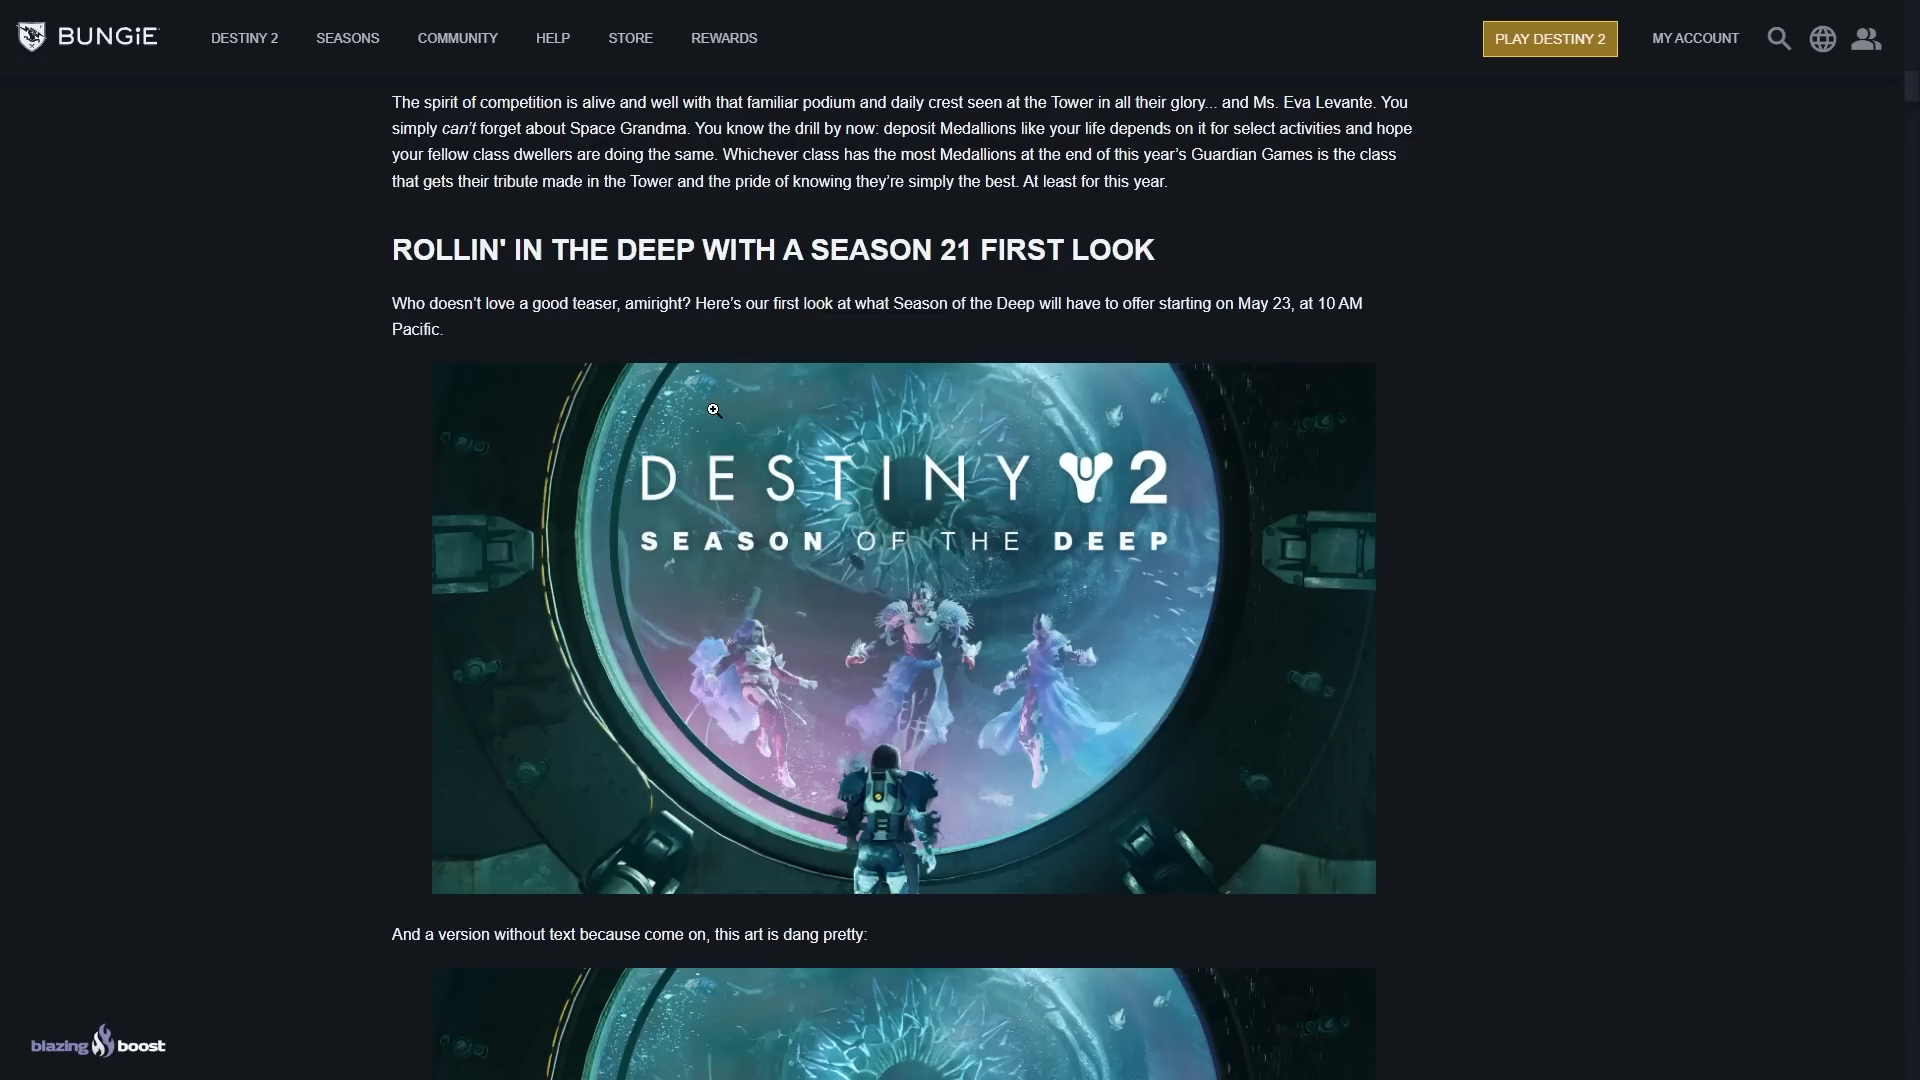 BUNGiE
DESTINY 2 SEASONS COMMUNITY HELP STORE REWARDS
PLAY DESTINY 2 MY ACCOUNT
The spirit of competition is alive and well with that familiar podium and daily crest seen at the Tower in all their glory... and Ms. Eva Levante. You
simply can't forget about Space Grandma. You know the drill by now: deposit Medallions like your life depends on it for select activities and hope
your fellow class dwellers are doing the same. Whichever class has the most Medallions at the end of this year’s Guardian Games is the class
that gets their tribute made in the Tower and the pride of knowing they’re simply the best. At least for this year.
ROLLIN' IN THE DEEP WITH A SEASON 21 FIRST LOOK
Who doesn’t love a good teaser, amiright? Here’s our first look at what Season of the Deep will have to offer starting on May 23, at 10 AM
Pacific.
DESTINY 2
SEASON OF THE DEEP
And a version without text because come on, this art is dang pretty:
blazing boost